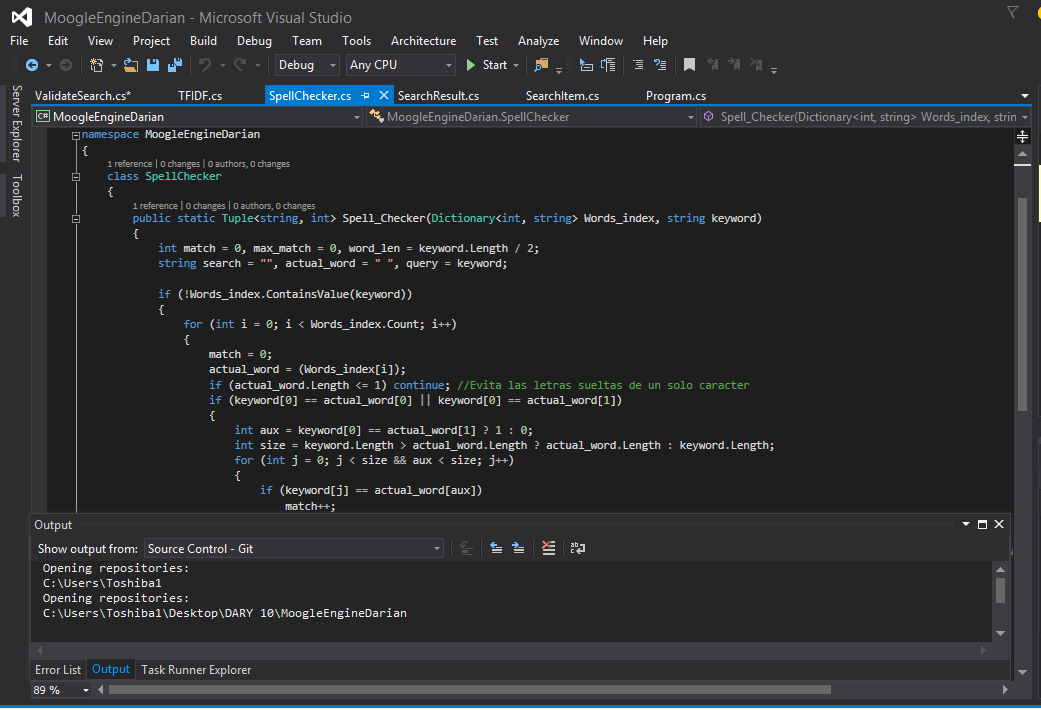 MoogleEngineDarian - Microsoft Visual Studio
File Edit View Project Build Debug Team Tools Architecture Test Analyze Window Help
Debug Any CPU Start
Server Explorer
Toolbox
ValidateSearch.cs* TFIDF.cs SpellChecker.cs SearchResult.cs SearchItem.cs Program.cs
C# MoogleEngineDarian MoogleEngineDarian.SpellChecker Spell_Checker(Dictionary<int, string> Words_index, strin
namespace MoogleEngineDarian
{
1 reference | 0 changes | 0 authors, 0 changes
class SpellChecker
{
1 reference | 0 changes | 0 authors, 0 changes
public static Tuple<string, int> Spell_Checker(Dictionary<int, string> Words_index, string keyword)
{
int match = 0, max_match = 0, word_len = keyword.Length / 2;
string search = "", actual_word = " ", query = keyword;
if (!Words_index.ContainsValue(keyword))
{
for (int i = 0; i < Words_index.Count; i++)
{
match = 0;
actual_word = (Words_index[i]);
if (actual_word.Length <= 1) continue; //Evita las letras sueltas de un solo caracter
if (keyword[0] == actual_word[0] || keyword[0] == actual_word[1])
{
int aux = keyword[0] == actual_word[1] ? 1 : 0;
int size = keyword.Length > actual_word.Length ? actual_word.Length : keyword.Length;
for (int j = 0; j < size && aux < size; j++)
{
if (keyword[j] == actual_word[aux])
match++;
Output
Show output from: Source Control - Git
Opening repositories:
C:\Users\Toshiba1
Opening repositories:
C:\Users\Toshiba1\Desktop\DARY 10\MoogleEngineDarian
Error List Output Task Runner Explorer
89 %